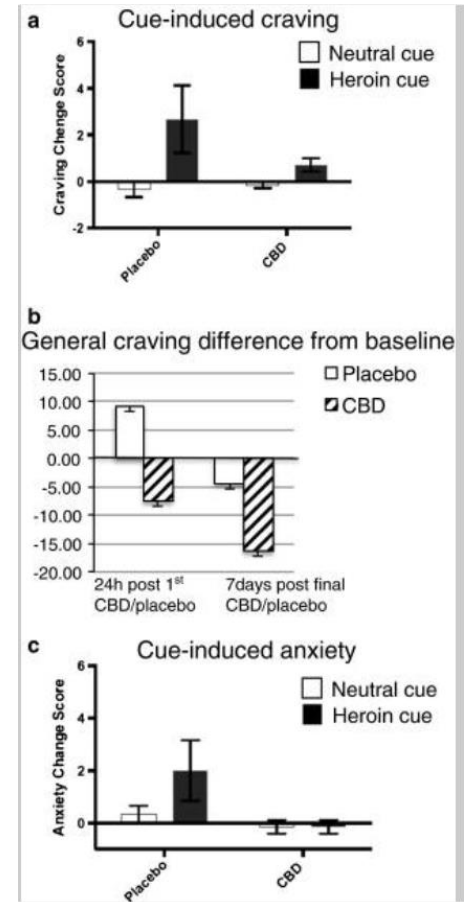 a
Cue-induced craving
Neutral cue
Heroin cue
Craving Chenge Score
6
4
2
0
-2
Placebo
CBD
b
General craving difference from baseline
Placebo
CBD
15.00
10.00
5.00
0.00
-5.00
-10.00
-15.00
-20.00
24h post 1st
CBD/placebo
7days post final
CBD/placebo
c
Cue-induced anxiety
Neutral cue
Heroin cue
Anxiety Change Score
6
4
2
0
Placebo
CBD